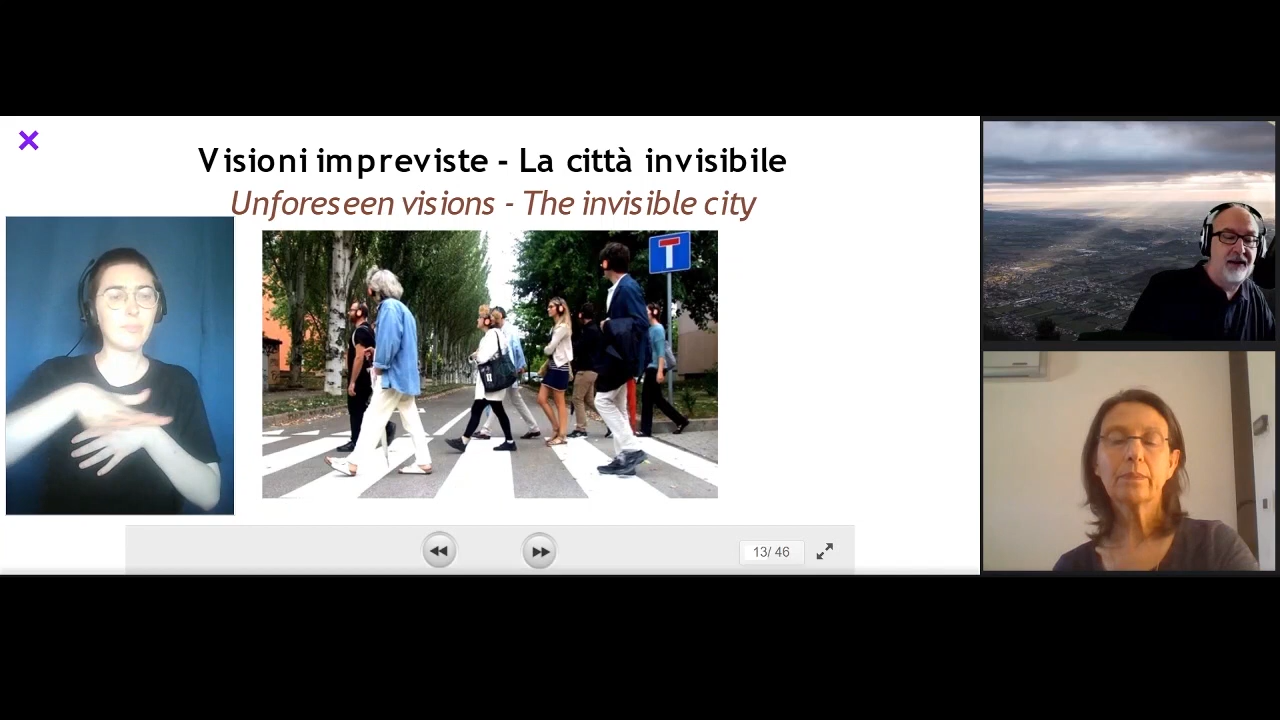 Visioni impreviste - La città invisibile
Unforeseen visions - The invisible city
T
13/ 46